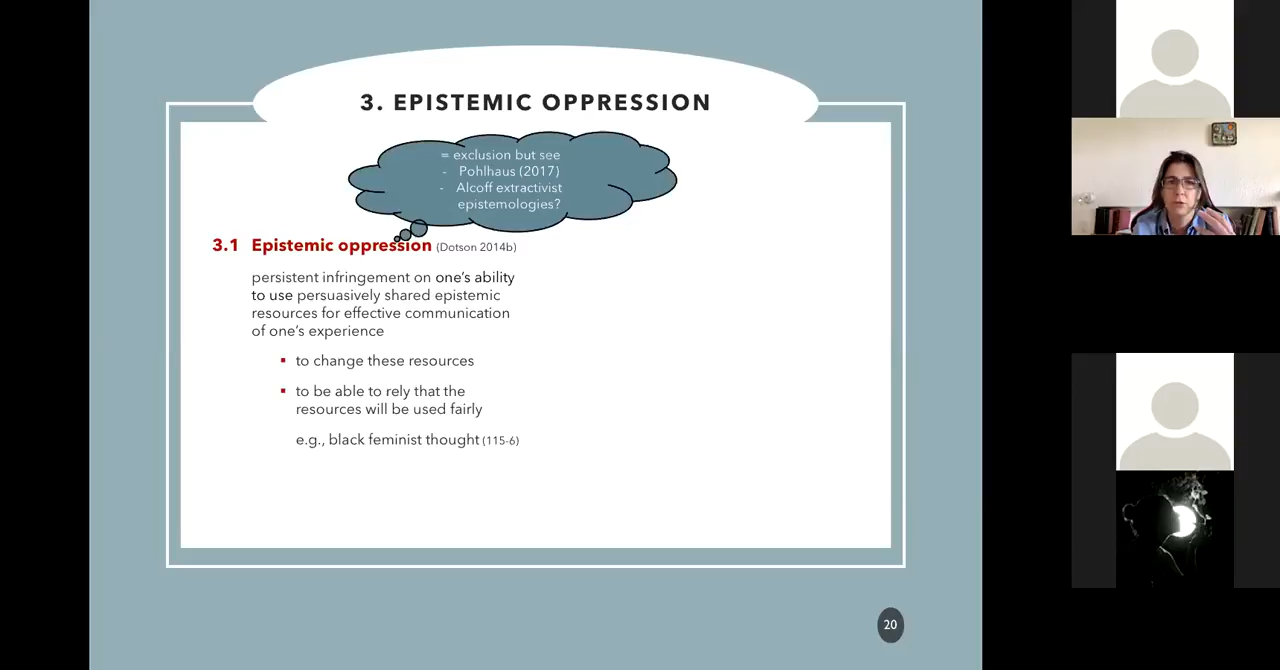 3. EPISTEMIC OPPRESSION
= exclusion but see
- Pohlhaus (2017)
- Alcoff extractivist
epistemologies?
3.1 Epistemic oppression (Dotson 2014b)
persistent infringement on one's ability
to use persuasively shared epistemic
resources for effective communication
of one's experience
▪ to change these resources
▪ to be able to rely that the
resources will be used fairly
e.g., black feminist thought (115-6)
20